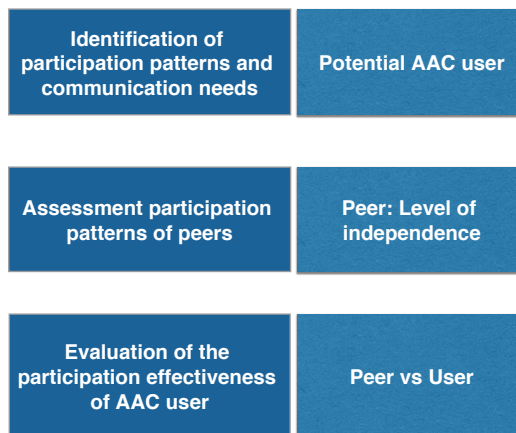 Identification of
participation patterns and
communication needs
Potential AAC user
Assessment participation
patterns of peers
Peer: Level of
independence
Evaluation of the
participation effectiveness
of AAC user
Peer vs User